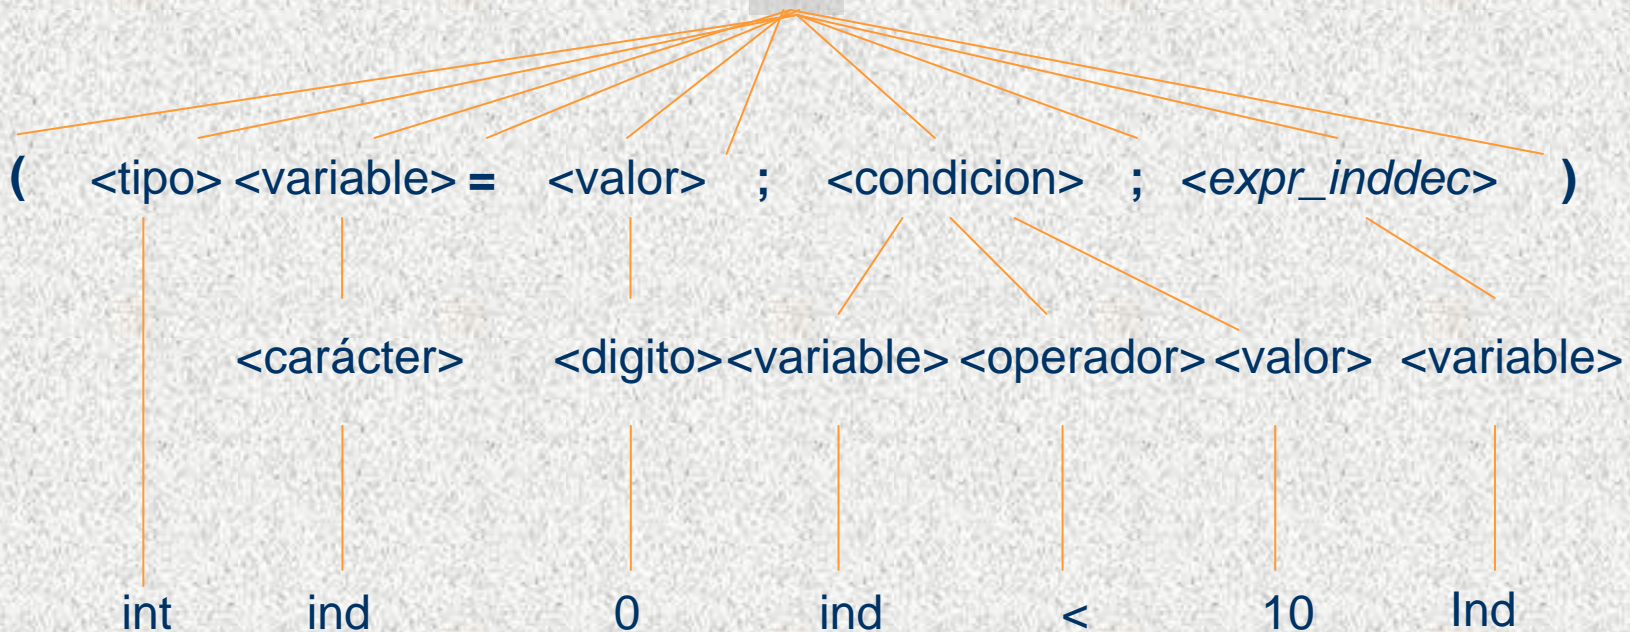 ( <tipo> <variable> = <valor> ; <condicion> ; <expr_inddec> )
<carácter> <digito> <variable> <operador> <valor> <variable>
int ind 0 ind < 10 Ind